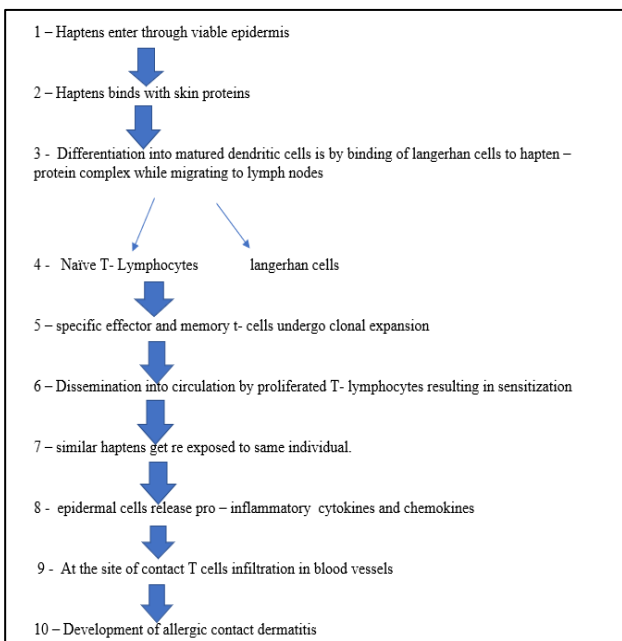 1 – Haptens enter through viable epidermis
2 – Haptens binds with skin proteins
3 - Differentiation into matured dendritic cells is by binding of langerhan cells to hapten –
protein complex while migrating to lymph nodes
4 - Naïve T- Lymphocytes langerhan cells
5 – specific effector and memory t- cells undergo clonal expansion
6 – Dissemination into circulation by proliferated T- lymphocytes resulting in sensitization
7 – similar haptens get re exposed to same individual.
8 - epidermal cells release pro – inflammatory cytokines and chemokines
9 - At the site of contact T cells infiltration in blood vessels
10 – Development of allergic contact dermatitis